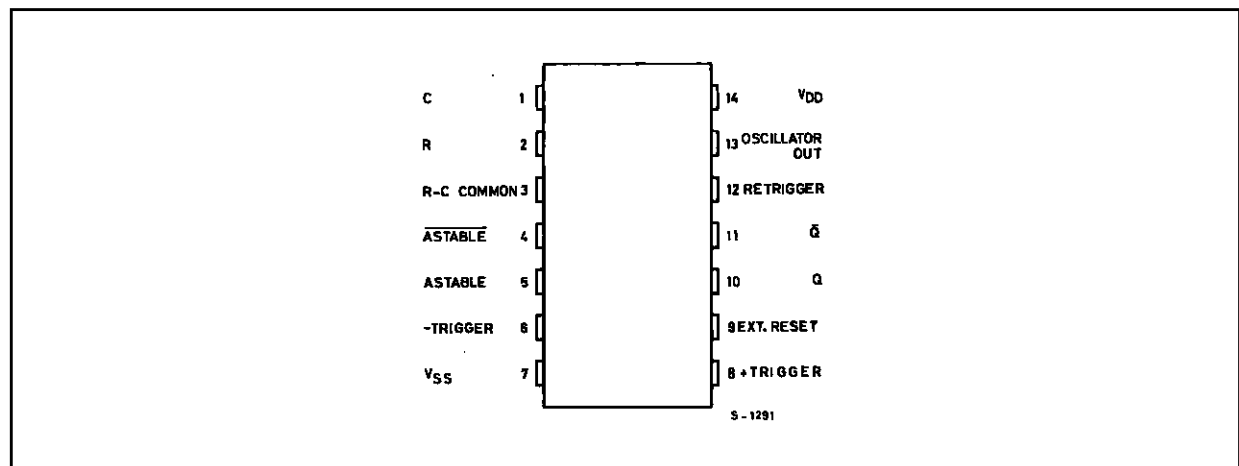 C 1
R 2
R-C COMMON 3
A̅S̅T̅A̅B̅L̅E̅ 4
ASTABLE 5
-TRIGGER 6
VSS 7
14 VDD
13 OSCILLATOR
OUT
12 RETRIGGER
11 Q̅
10 Q
9 EXT. RESET
8 +TRIGGER
S-1291